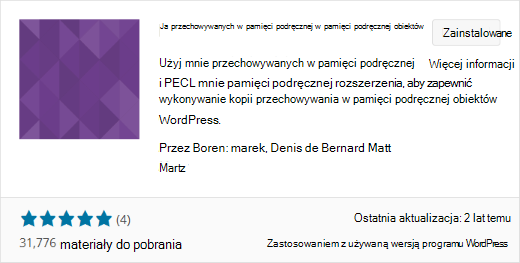 Ja przechowywanych w pamięci podręcznej w pamięci podręcznej obiektów
Zainstalowane
Użyj mnie przechowywanych w pamięci podręcznej
Więcej informacji
i PECL mnie pamięci podręcznej rozszerzenia, aby zapewnić
wykonywanie kopii przechowywania w pamięci podręcznej obiektów
WordPress.
Przez Boren: marek, Denis de Bernard Matt
Martz
(4)
Ostatnia aktualizacja: 2 lat temu
31,776 materiały do pobrania
Zastosowaniem z używaną wersją programu WordPress